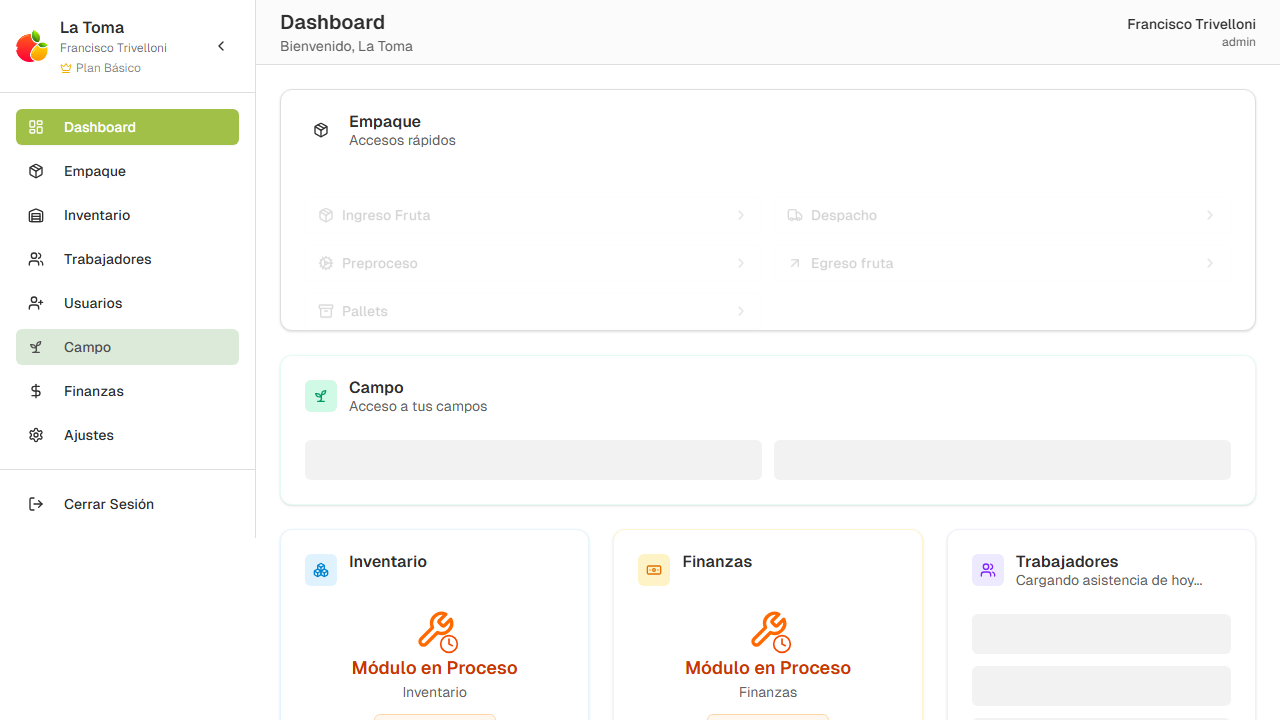 La Toma
Francisco Trivelloni
Plan Básico
Dashboard
Empaque
Inventario
Trabajadores
Usuarios
Campo
Finanzas
Ajustes
Cerrar Sesión
Dashboard
Bienvenido, La Toma
Francisco Trivelloni
admin
Empaque
Accesos rápidos
Ingreso Fruta
Despacho
Preproceso
Egreso fruta
Pallets
Campo
Acceso a tus campos
Inventario
Módulo en Proceso
Inventario
Finanzas
Módulo en Proceso
Finanzas
Trabajadores
Cargando asistencia de hoy...